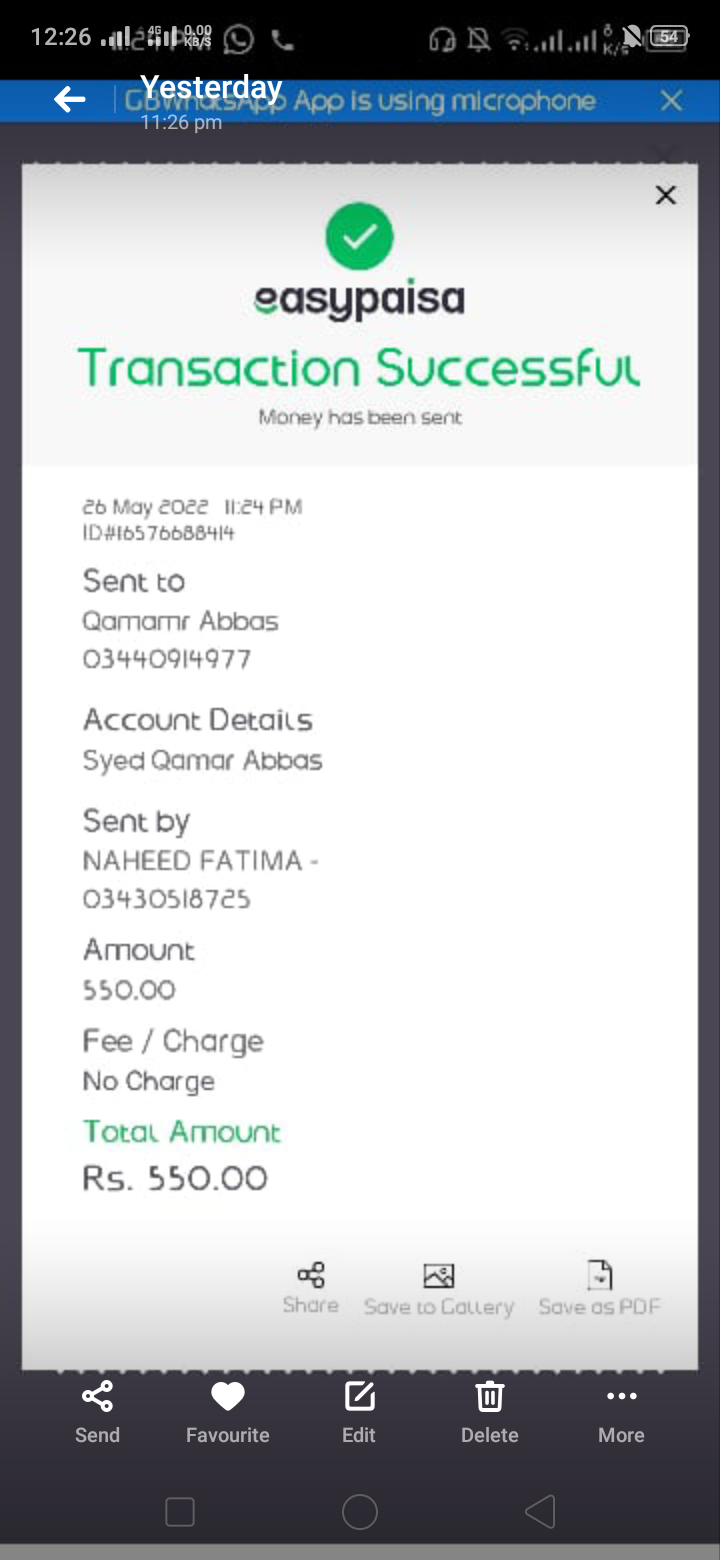 12:26
4G
0.00
KB/S
54
Yesterday
GBWhatsApp App is using microphone
11:26 pm
easypaisa
Transaction Successful
Money has been sent
26 May 2022 11:24 PM
ID#16576688414
Sent to
Qamamr Abbas
03440914977
Account Details
Syed Qamar Abbas
Sent by
NAHEED FATIMA -
03430518725
Amount
550.00
Fee / Charge
No Charge
Total Amount
Rs. 550.00
Share Save to Gallery Save as PDF
Send Favourite Edit Delete More